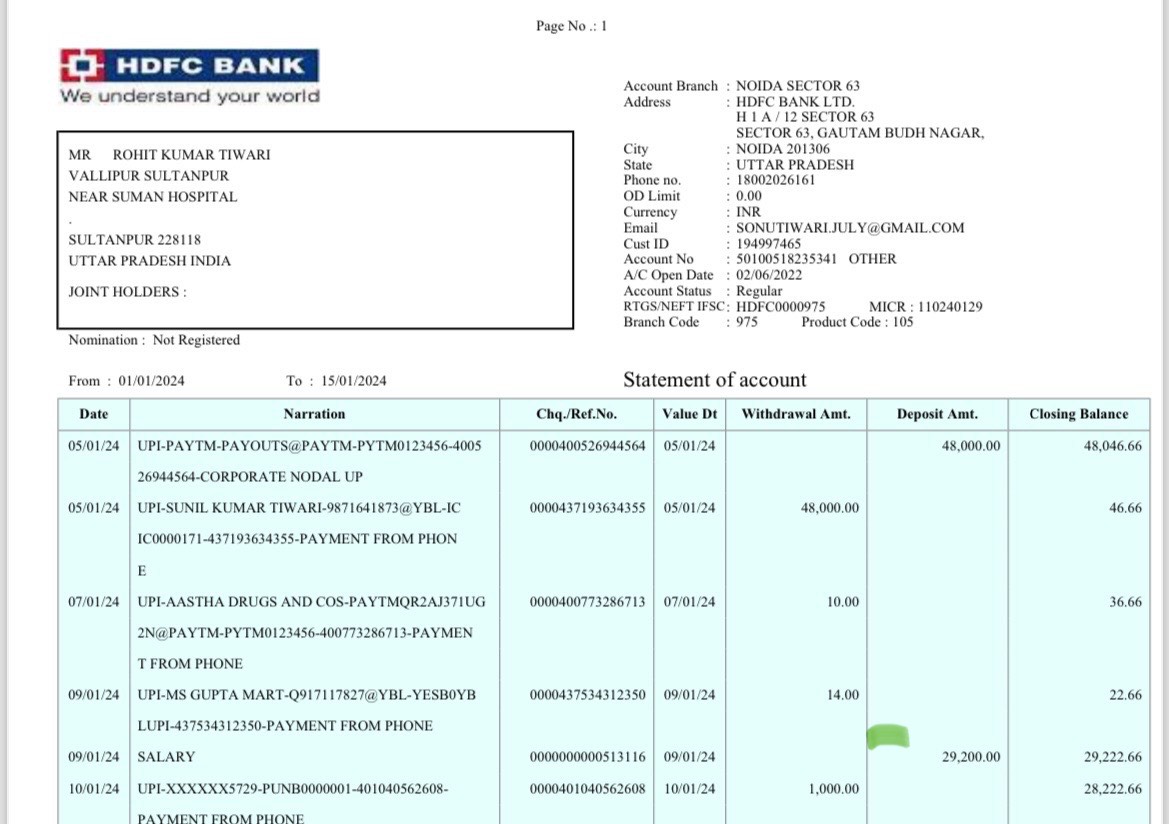 Page No .: 1
HDFC BANK
We understand your world
MR ROHIT KUMAR TIWARI
VALLIPUR SULTANPUR
NEAR SUMAN HOSPITAL
.
SULTANPUR 228118
UTTAR PRADESH INDIA
JOINT HOLDERS :
Nomination : Not Registered
Account Branch : NOIDA SECTOR 63
Address : HDFC BANK LTD.
H 1 A / 12 SECTOR 63
SECTOR 63, GAUTAM BUDH NAGAR,
City : NOIDA 201306
State : UTTAR PRADESH
Phone no. : 18002026161
OD Limit : 0.00
Currency : INR
Email : SONUTIWARI.JULY@GMAIL.COM
Cust ID : 194997465
Account No : 50100518235341 OTHER
A/C Open Date : 02/06/2022
Account Status : Regular
RTGS/NEFT IFSC : HDFC0000975 MICR : 110240129
Branch Code : 975 Product Code : 105
From : 01/01/2024 To : 15/01/2024 Statement of account
Date Narration Chq./Ref.No. Value Dt Withdrawal Amt. Deposit Amt. Closing Balance
05/01/24 UPI-PAYTM-PAYOUTS@PAYTM-PYTM0123456-4005 0000400526944564 05/01/24 48,000.00 48,046.66
26944564-CORPORATE NODAL UP
05/01/24 UPI-SUNIL KUMAR TIWARI-9871641873@YBL-IC 0000437193634355 05/01/24 48,000.00 46.66
IC0000171-437193634355-PAYMENT FROM PHON
E
07/01/24 UPI-AASTHA DRUGS AND COS-PAYTMQR2AJ371UG 0000400773286713 07/01/24 10.00 36.66
2N@PAYTM-PYTM0123456-400773286713-PAYMEN
T FROM PHONE
09/01/24 UPI-MS GUPTA MART-Q917117827@YBL-YESB0YB 0000437534312350 09/01/24 14.00 22.66
LUPI-437534312350-PAYMENT FROM PHONE
09/01/24 SALARY 0000000000513116 09/01/24 29,200.00 29,222.66
10/01/24 UPI-XXXXXX5729-PUNB0000001-401040562608- 0000401040562608 10/01/24 1,000.00 28,222.66
PAYMENT FROM PHONE